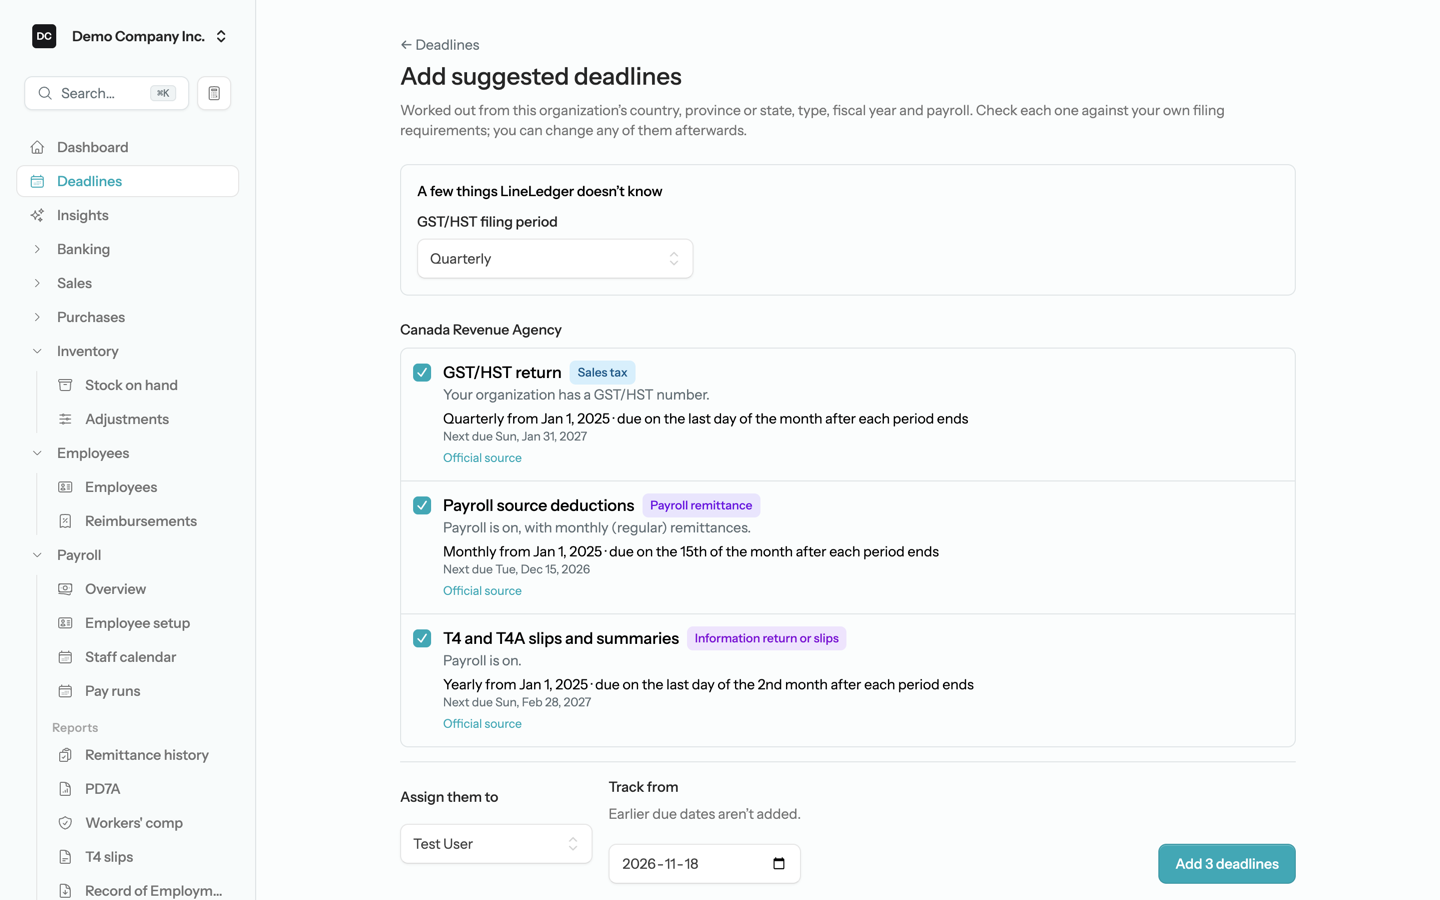 DC Demo Company Inc.
Search... ⌘K
Dashboard
Deadlines
Insights
Banking
Sales
Purchases
Inventory
Stock on hand
Adjustments
Employees
Employees
Reimbursements
Payroll
Overview
Employee setup
Staff calendar
Pay runs
Reports
Remittance history
PD7A
Workers' comp
T4 slips
Record of Employm...
← Deadlines
Add suggested deadlines
Worked out from this organization's country, province or state, type, fiscal year and payroll. Check each one against your own filing
requirements; you can change any of them afterwards.
A few things LineLedger doesn't know
GST/HST filing period
Quarterly
Canada Revenue Agency
GST/HST return Sales tax
Your organization has a GST/HST number.
Quarterly from Jan 1, 2025 · due on the last day of the month after each period ends
Next due Sun, Jan 31, 2027
Official source
Payroll source deductions Payroll remittance
Payroll is on, with monthly (regular) remittances.
Monthly from Jan 1, 2025 · due on the 15th of the month after each period ends
Next due Tue, Dec 15, 2026
Official source
T4 and T4A slips and summaries Information return or slips
Payroll is on.
Yearly from Jan 1, 2025 · due on the last day of the 2nd month after each period ends
Next due Sun, Feb 28, 2027
Official source
Assign them to
Test User
Track from
Earlier due dates aren't added.
2026-11-18
Add 3 deadlines